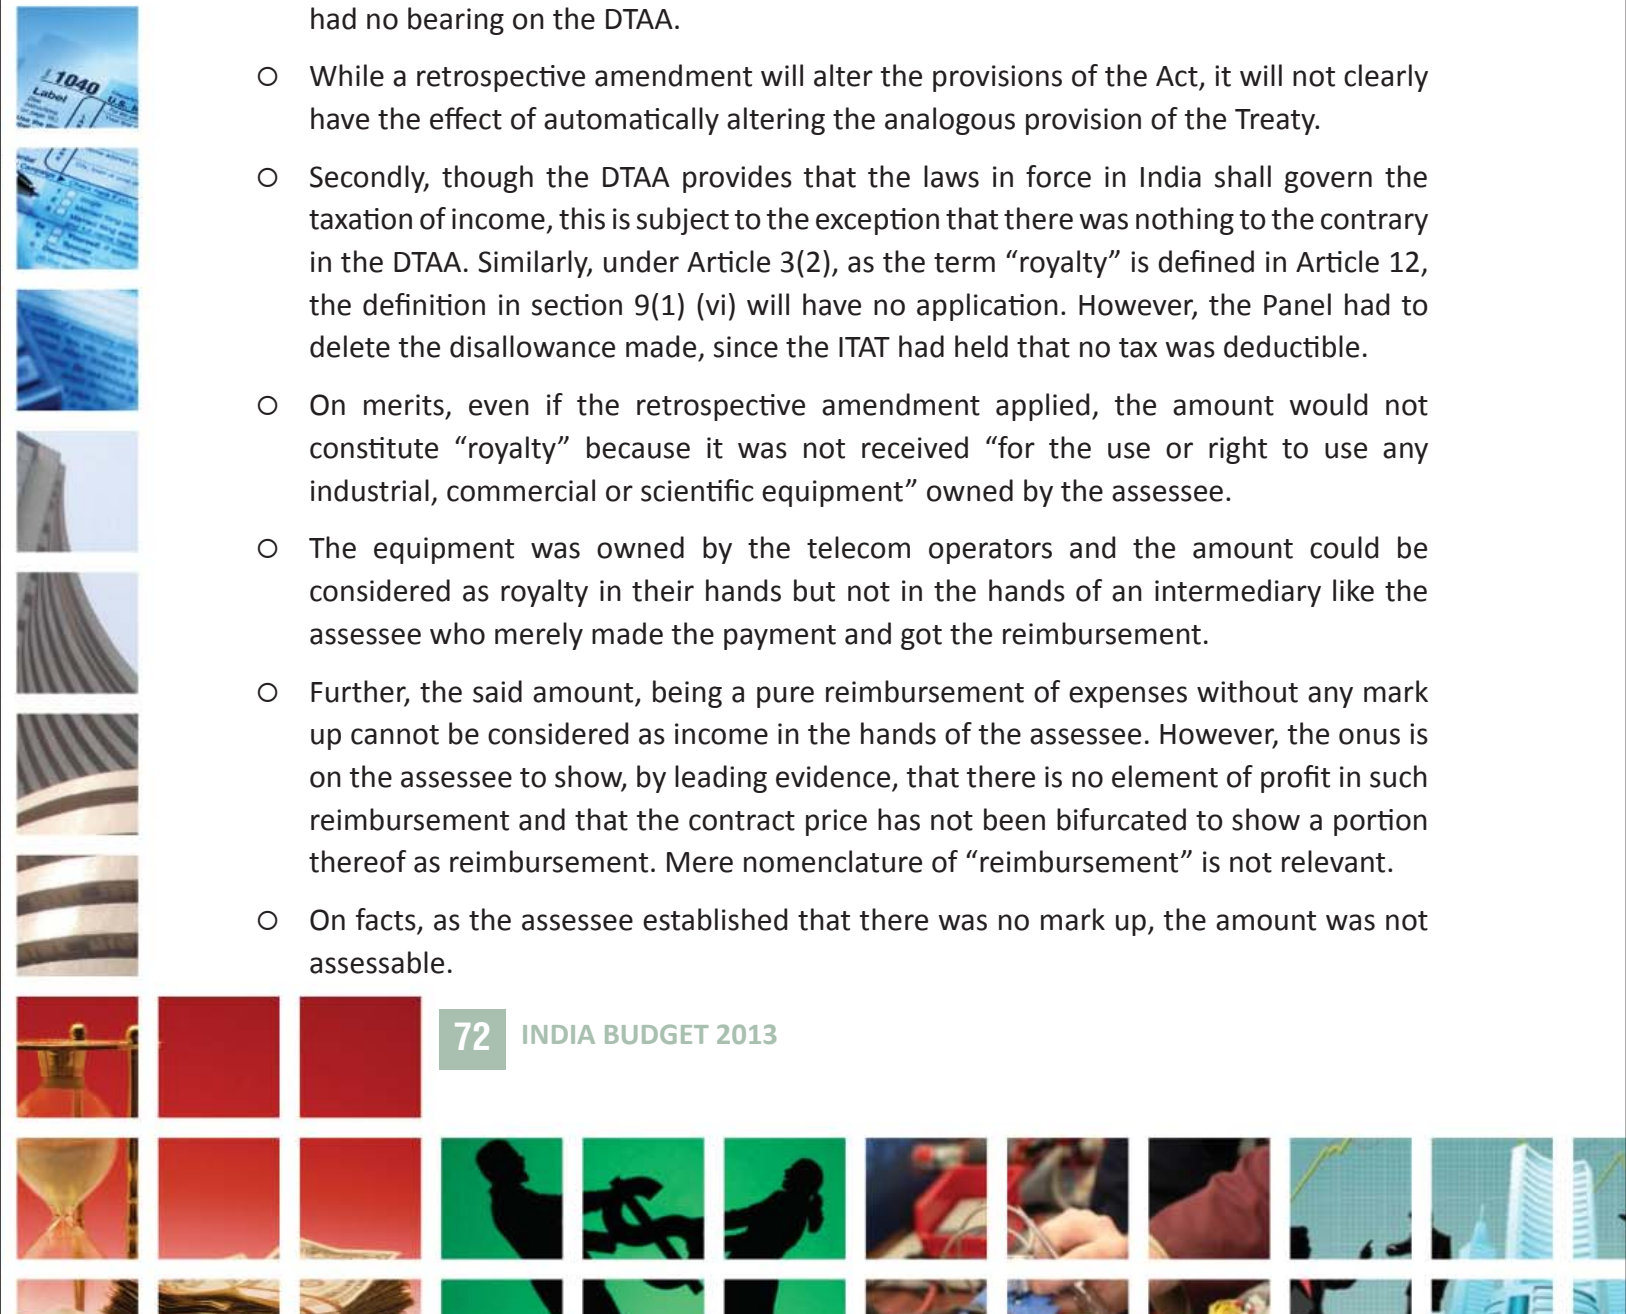 had no bearing on the DTAA.
○ While a retrospective amendment will alter the provisions of the Act, it will not clearly
have the effect of automatically altering the analogous provision of the Treaty.
○ Secondly, though the DTAA provides that the laws in force in India shall govern the
taxation of income, this is subject to the exception that there was nothing to the contrary
in the DTAA. Similarly, under Article 3(2), as the term “royalty” is defined in Article 12,
the definition in section 9(1) (vi) will have no application. However, the Panel had to
delete the disallowance made, since the ITAT had held that no tax was deductible.
○ On merits, even if the retrospective amendment applied, the amount would not
constitute “royalty” because it was not received “for the use or right to use any
industrial, commercial or scientific equipment” owned by the assessee.
○ The equipment was owned by the telecom operators and the amount could be
considered as royalty in their hands but not in the hands of an intermediary like the
assessee who merely made the payment and got the reimbursement.
○ Further, the said amount, being a pure reimbursement of expenses without any mark
up cannot be considered as income in the hands of the assessee. However, the onus is
on the assessee to show, by leading evidence, that there is no element of profit in such
reimbursement and that the contract price has not been bifurcated to show a portion
thereof as reimbursement. Mere nomenclature of “reimbursement” is not relevant.
○ On facts, as the assessee established that there was no mark up, the amount was not
assessable.
72 INDIA BUDGET 2013
1040
Label